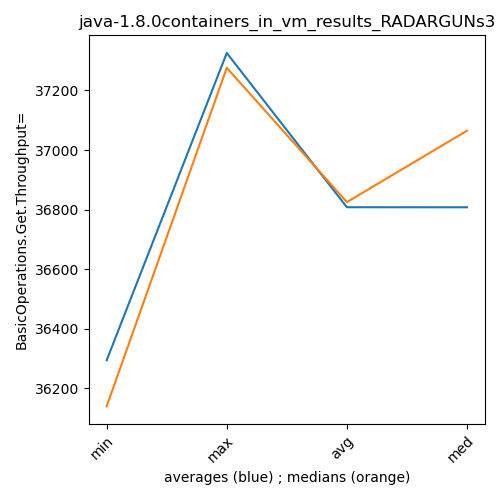 java-1.8.0containers_in_vm_results_RADARGUNs3
BasicOperations.Get.Throughput=
37200
37000
36800
36600
36400
36200
min
max
avg
med
averages (blue) ; medians (orange)